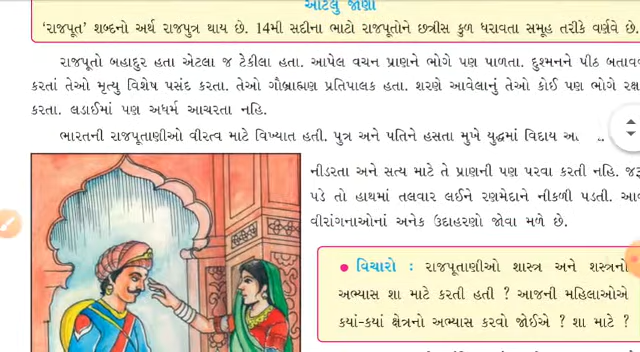 એટલું જાણો
'રાજપૂત' શબ્દનો અર્થ રાજપુત્ર થાય છે. 14મી સદીના ભાટો રાજપૂતોને છત્રીસ કુળ ધરાવતા સમૂહ તરીકે વર્ણવે છે.
રાજપૂતો બહાદુર હતા એટલા જ ટેકીલા હતા. આપેલ વચન પ્રાણને ભોગે પણ પાળતા. દુશ્મનને પીઠ
કરતાં તેઓ મૃત્યુ વિશેષ પસંદ કરતા. તેઓ ગૌબ્રાહ્મણ પ્રતિપાલક હતા. શરણે આવેલાનું તેઓ કોઈ પણ ભોગે
કરતા. લડાઈમાં પણ અધર્મ આચરતા નહિ.
ભારતની રાજપૂતાણીઓ વીરત્વ માટે વિખ્યાત હતી. પુત્ર અને પતિને હસતા મુખે યુદ્ધમાં વિદાય
નીડરતા અને સત્ય માટે તે પ્રાણની પણ પરવા કરતી નહિ.
પડે તો હાથમાં તલવાર લઈને રણમેદાને નીકળી પડતી.
વીરાંગનાઓનાં અનેક ઉદાહરણો જોવા મળે છે.
● વિચારો : રાજપૂતાણીઓ શાસ્ત્ર અને શસ્ત્રનો
અભ્યાસ શા માટે કરતી હતી ? આજની મહિલાઓએ
કયાં-કયાં ક્ષેત્રનો અભ્યાસ કરવો જોઈએ ? શા માટે ?